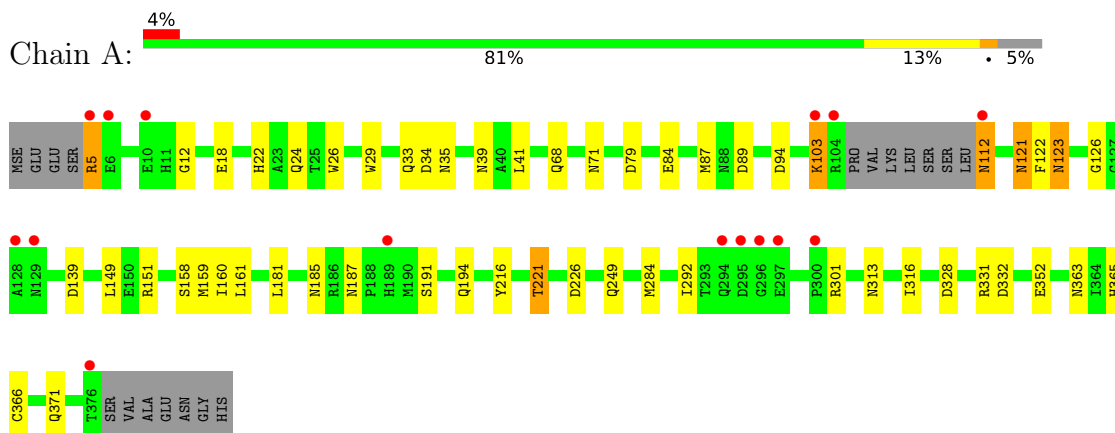 4%
Chain A:
81% 13% • 5%
MSE GLU GLU SER R5 E6 E10 H11 G12 E18 H22 A23 Q24 T25 W26 W29 Q33 D34 N35 N39 A40 L41 Q68 N71 D79 E84 M87 N88 D89 D94 K103 R104 PRO VAL LYS LEU SER SER LEU N112 N121 F122 N123 G126 G127
A128 N129 D139 L149 E150 R151 S158 M159 I160 L161 L181 N185 R186 N187 P188 H189 M190 S191 Q194 Y216 T221 D226 Q249 M284 I292 T293 Q294 D295 G296 E297 P300 R301 N313 I316 D328 R331 D332 E352 N363 I364 H365
C366 Q371 T376 SER VAL ALA GLU ASN GLY HIS